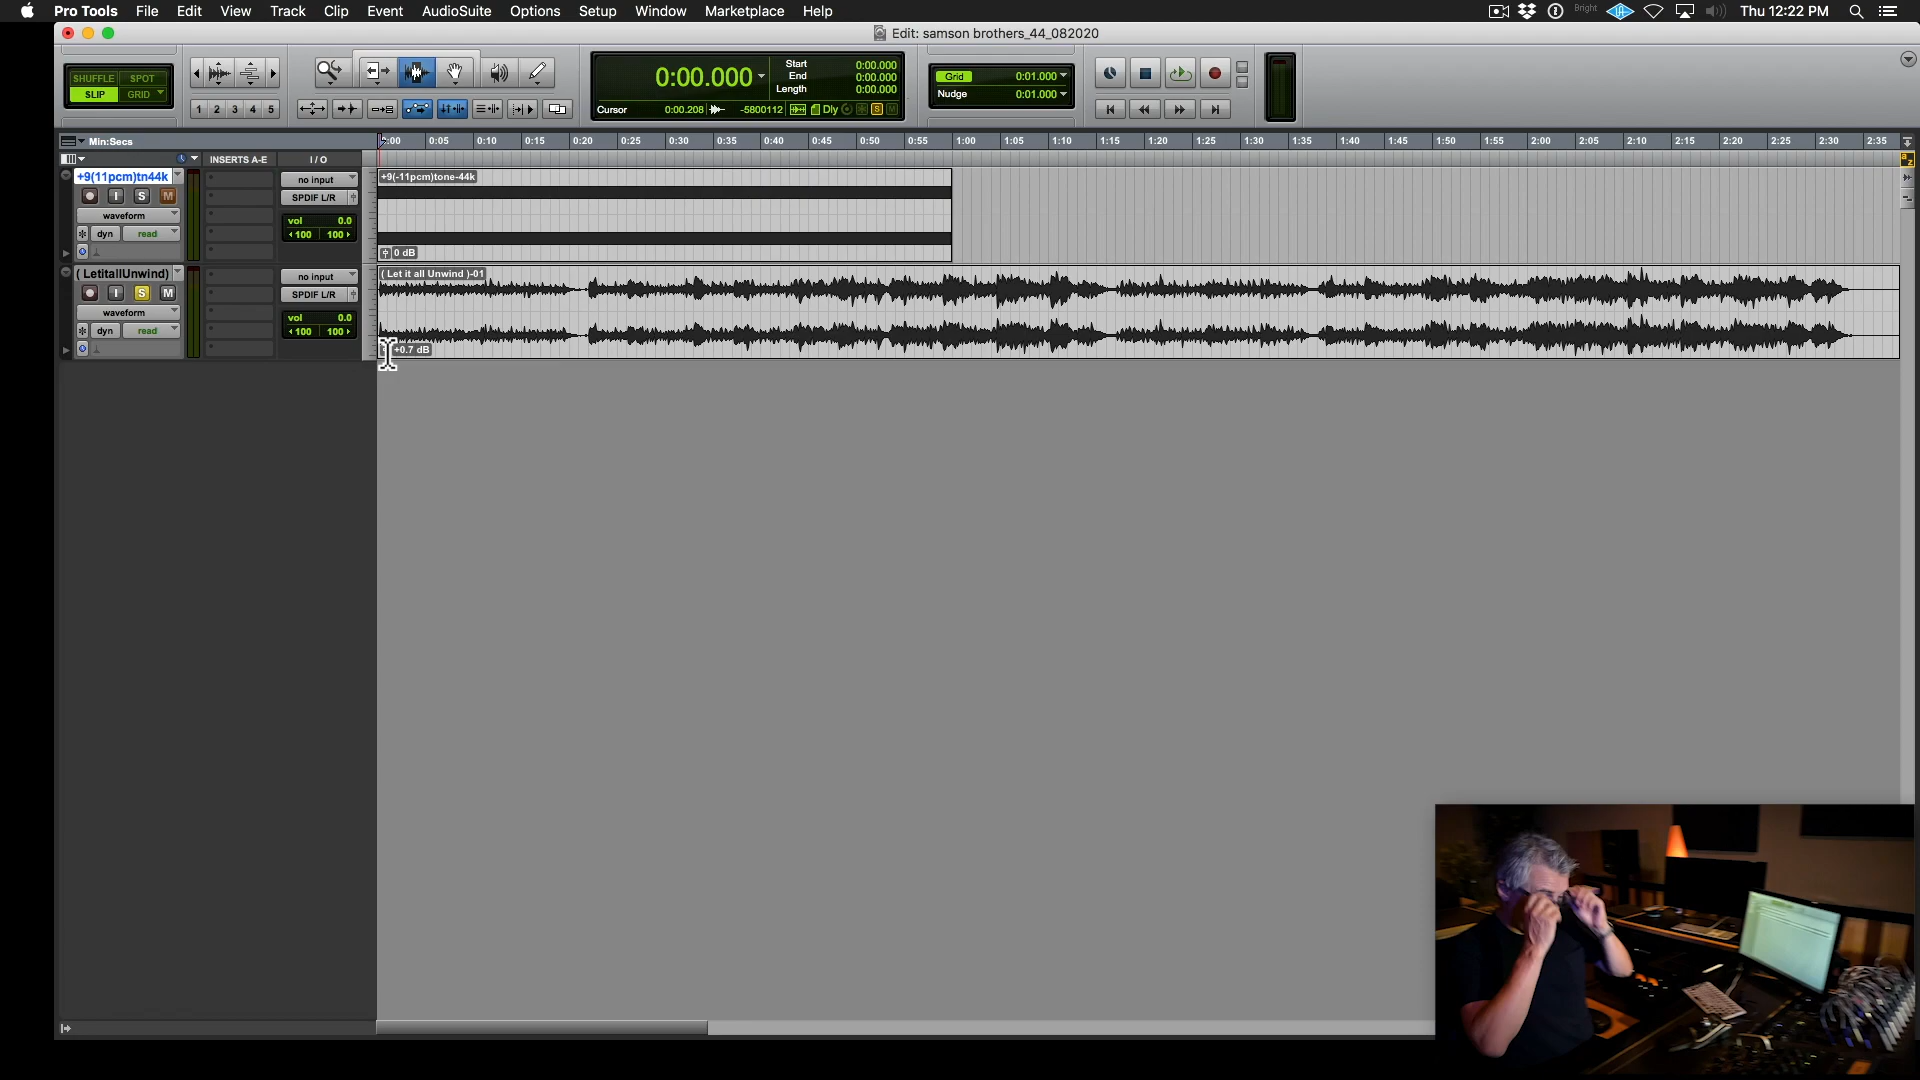 Pro Tools File Edit View Track Clip Event AudioSuite Options Setup Window Marketplace Help Bright Thu 12:22 PM
Edit: samson brothers_44_082020
SHUFFLE SPOT
SLIP GRID
1 2 3 4 5
0:00.000
Start 0:00.000
End 0:00.000
Length 0:00.000
Cursor 0:00.208 -5800112 Dly S M
Grid 0:01.000
Nudge 0:01.000
Min:Secs
0:05 0:10 0:15 0:20 0:25 0:30 0:35 0:40 0:45 0:50 0:55 1:00 1:05 1:10 1:15 1:20 1:25 1:30 1:35 1:40 1:45 1:50 1:55 2:00 2:05 2:10 2:15 2:20 2:25 2:30 2:35
INSERTS A-E I / O
+9(11pcm)tn44k
I S M
waveform
dyn read
no input
SPDIF L/R
vol 0.0
100 100
+9(-11pcm)tone-44k
0 dB
( LetitallUnwind)
I S M
waveform
dyn read
no input
SPDIF L/R
vol 0.0
100 100
( Let it all Unwind )-01
+0.7 dB
a
z